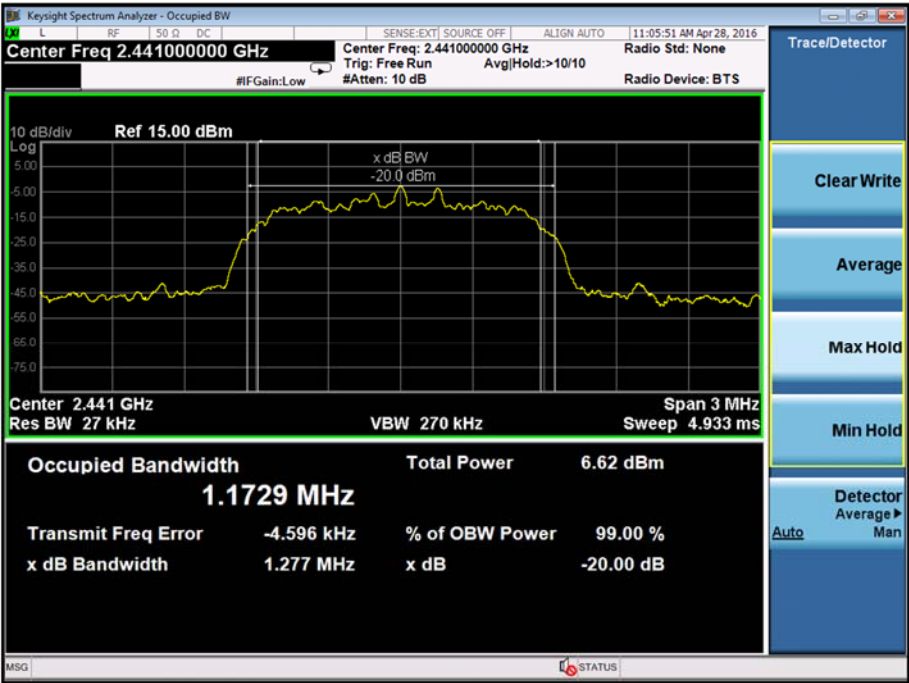 Keysight Spectrum Analyzer - Occupied BW
LXI L RF 50 Ω DC SENSE:EXT SOURCE OFF ALIGN AUTO 11:05:51 AM Apr 28, 2016
Center Freq 2.441000000 GHz
Center Freq: 2.441000000 GHz
Radio Std: None
Trig: Free Run Avg|Hold:>10/10
#IFGain:Low
#Atten: 10 dB
Radio Device: BTS
10 dB/div Ref 15.00 dBm
Log
5.00
-5.00
-15.0
-25.0
-35.0
-45.0
-55.0
-65.0
-75.0
x dB BW
-20.0 dBm
Center 2.441 GHz Span 3 MHz
Res BW 27 kHz VBW 270 kHz Sweep 4.933 ms
Occupied Bandwidth Total Power 6.62 dBm
1.1729 MHz
Transmit Freq Error -4.596 kHz % of OBW Power 99.00 %
x dB Bandwidth 1.277 MHz x dB -20.00 dB
MSG STATUS
Trace/Detector
Clear Write
Average
Max Hold
Min Hold
Detector
Average
Auto Man